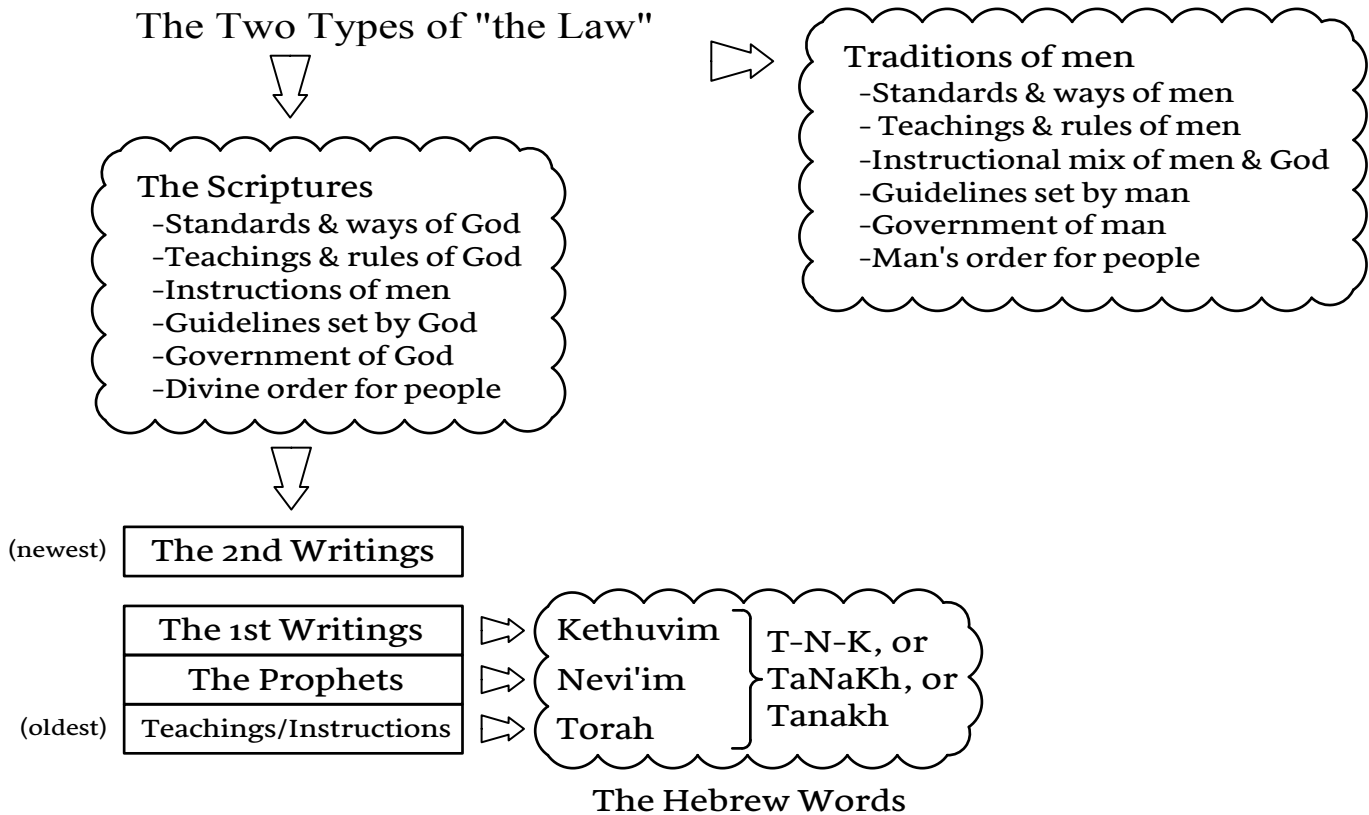 The Two Types of "the Law"
Traditions of men
-Standards & ways of men
- Teachings & rules of men
-Instructional mix of men & God
-Guidelines set by man
-Government of man
-Man's order for people
The Scriptures
-Standards & ways of God
-Teachings & rules of God
-Instructions of men
-Guidelines set by God
-Government of God
-Divine order for people
(newest) The 2nd Writings
The 1st Writings
The Prophets
(oldest) Teachings/Instructions
Kethuvim
Nevi'im
Torah
T-N-K, or
TaNaKh, or
Tanakh
The Hebrew Words